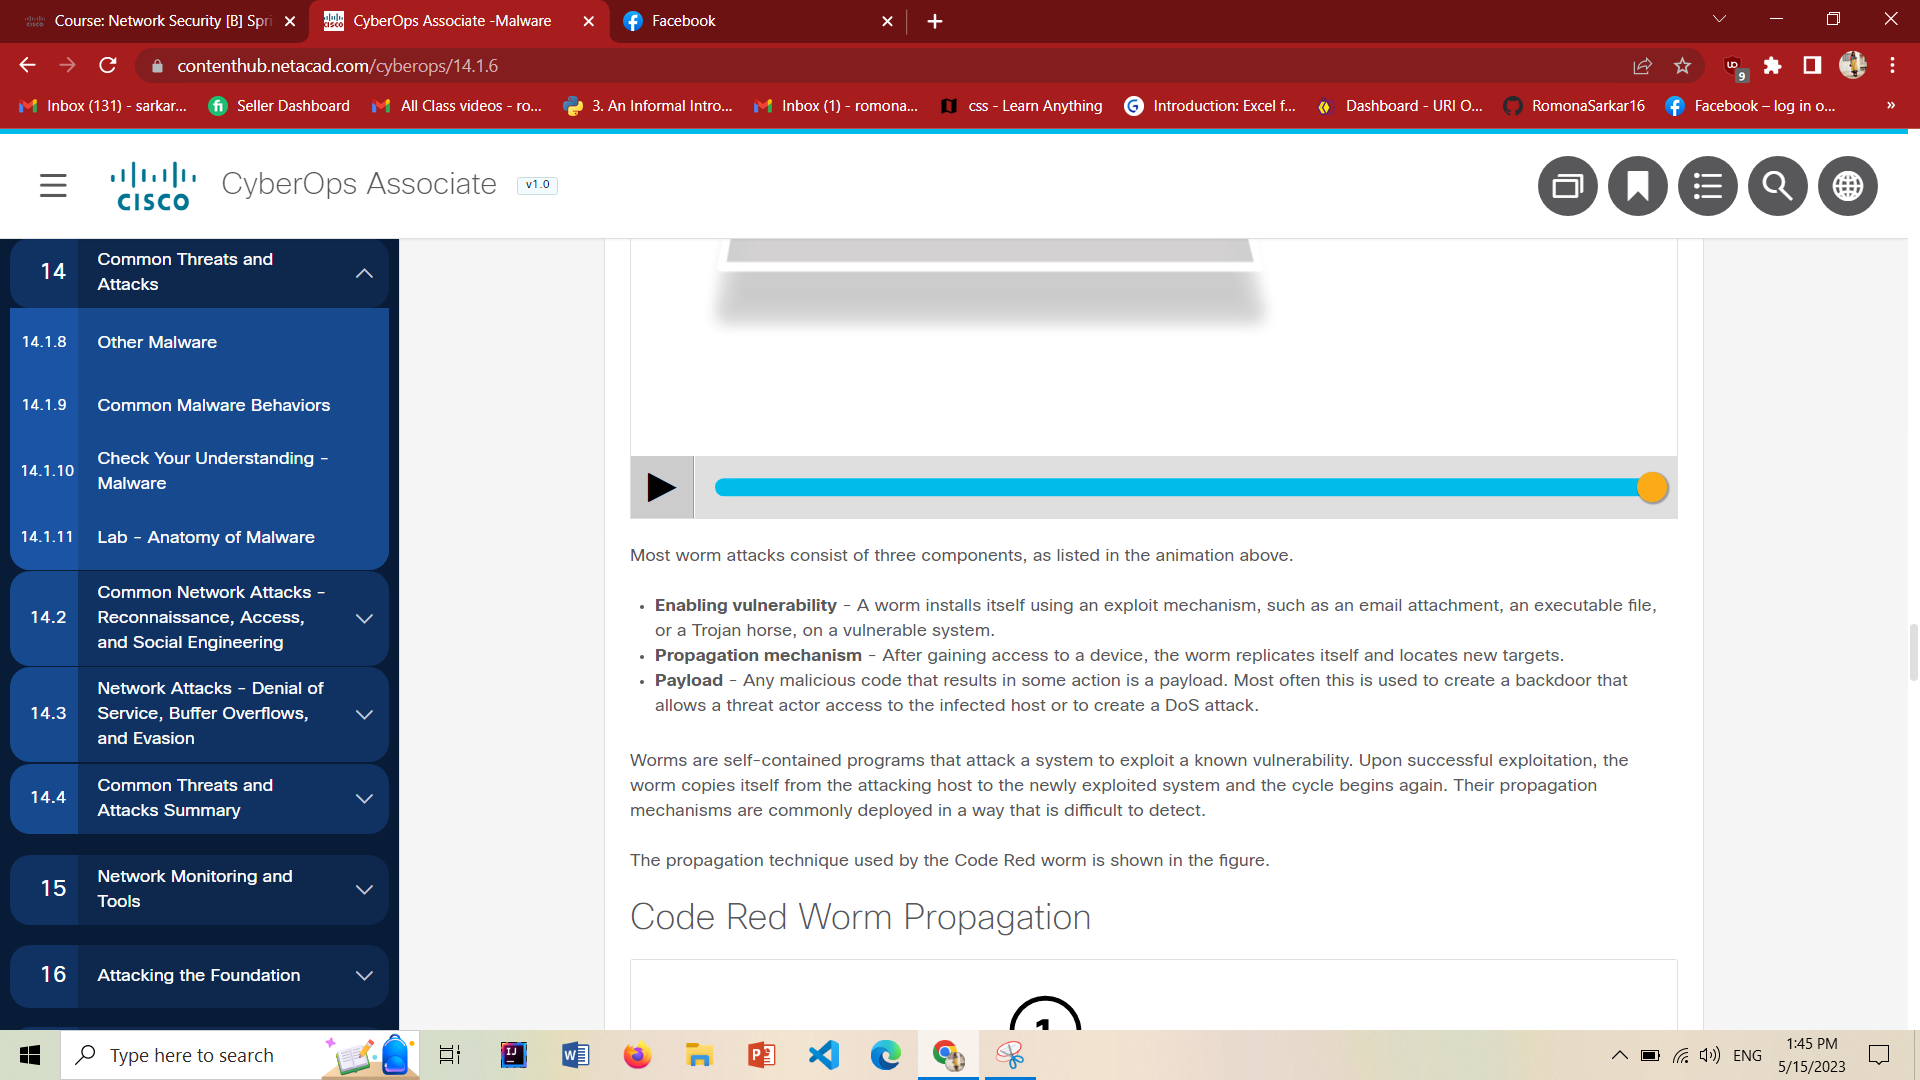 Course: Network Security [B] Spri
CyberOps Associate -Malware
Facebook
contenthub.netacad.com/cyberops/14.1.6
9
Inbox (131) - sarkar...
Seller Dashboard
All Class videos - ro...
3. An Informal Intro...
Inbox (1) - romona...
css - Learn Anything
Introduction: Excel f...
Dashboard - URI O...
RomonaSarkar16
Facebook – log in o...
»
CISCO
CyberOps Associate
v1.0
14
Common Threats and
Attacks
14.1.8
Other Malware
14.1.9
Common Malware Behaviors
14.1.10
Check Your Understanding -
Malware
14.1.11
Lab - Anatomy of Malware
14.2
Common Network Attacks -
Reconnaissance, Access,
and Social Engineering
14.3
Network Attacks - Denial of
Service, Buffer Overflows,
and Evasion
14.4
Common Threats and
Attacks Summary
15
Network Monitoring and
Tools
16
Attacking the Foundation
Most worm attacks consist of three components, as listed in the animation above.
• Enabling vulnerability - A worm installs itself using an exploit mechanism, such as an email attachment, an executable file,
or a Trojan horse, on a vulnerable system.
• Propagation mechanism - After gaining access to a device, the worm replicates itself and locates new targets.
• Payload - Any malicious code that results in some action is a payload. Most often this is used to create a backdoor that
allows a threat actor access to the infected host or to create a DoS attack.
Worms are self-contained programs that attack a system to exploit a known vulnerability. Upon successful exploitation, the
worm copies itself from the attacking host to the newly exploited system and the cycle begins again. Their propagation
mechanisms are commonly deployed in a way that is difficult to detect.
The propagation technique used by the Code Red worm is shown in the figure.
Code Red Worm Propagation
1
Type here to search
ENG
1:45 PM
5/15/2023